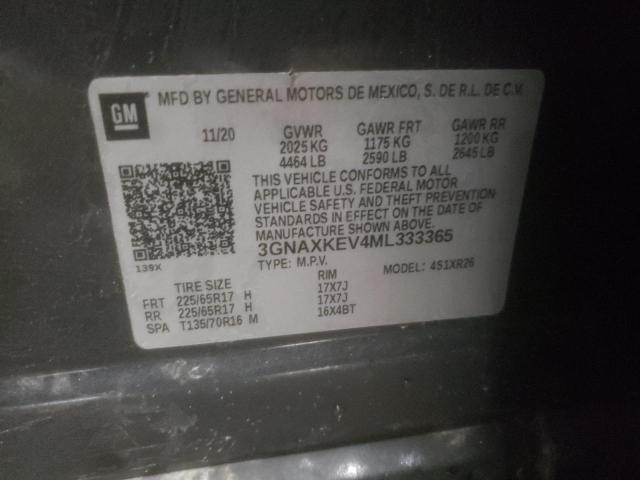 GM
MFD BY GENERAL MOTORS DE MEXICO, S. DE R.L. DE C.V.
11/20 GVWR GAWR FRT GAWR RR
2025 KG 1175 KG 1200 KG
4464 LB 2590 LB 2645 LB
THIS VEHICLE CONFORMS TO ALL
APPLICABLE U.S. FEDERAL MOTOR
VEHICLE SAFETY AND THEFT PREVENTION
STANDARDS IN EFFECT ON THE DATE OF
MANUFACTURE SHOWN ABOVE.
3GNAXKEV4ML333365
139X TYPE: M.P.V. MODEL: 4S1XR26
TIRE SIZE RIM
FRT 225/65R17 H 17X7J
RR 225/65R17 H 17X7J
SPA T135/70R16 M 16X4BT